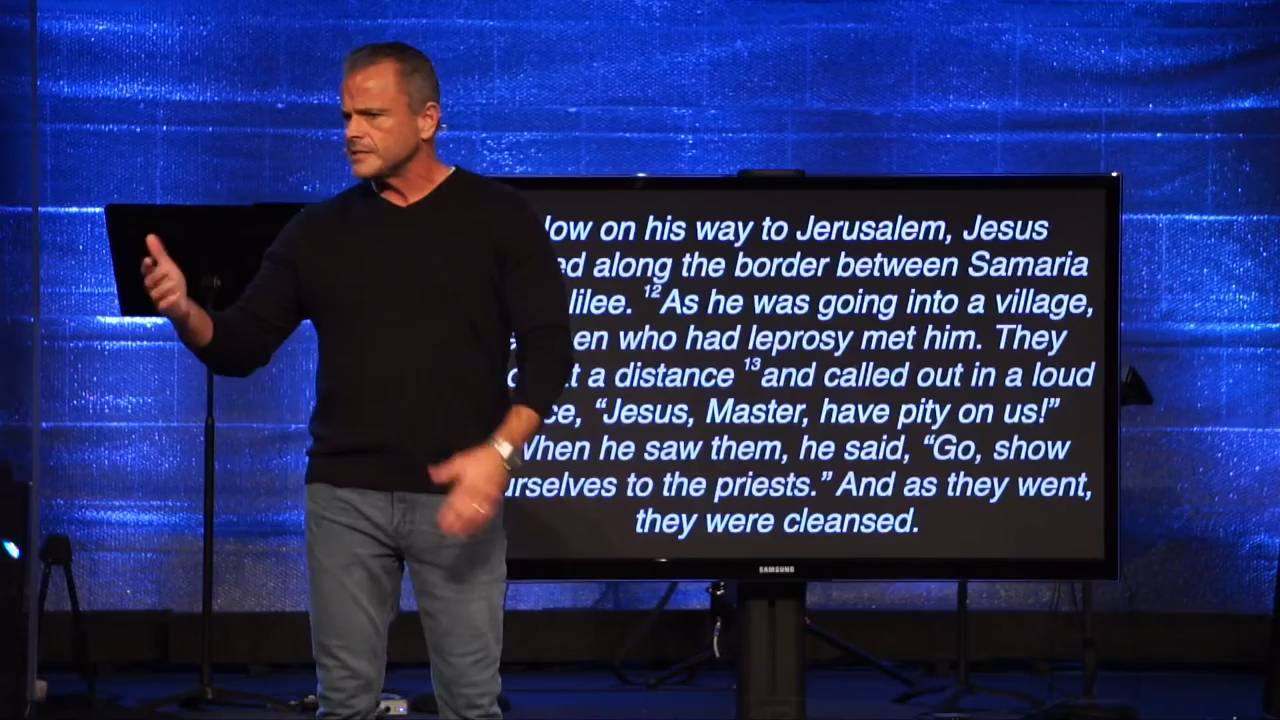 on his way to Jerusalem, Jesus
along the border between Samaria
¹²As he was going into a village,
who had leprosy met him. They
at a distance ¹³and called out in a loud
“Jesus, Master, have pity on us!”
When he saw them, he said, “Go, show
to the priests.” And as they went,
they were cleansed.
SAMSUNG